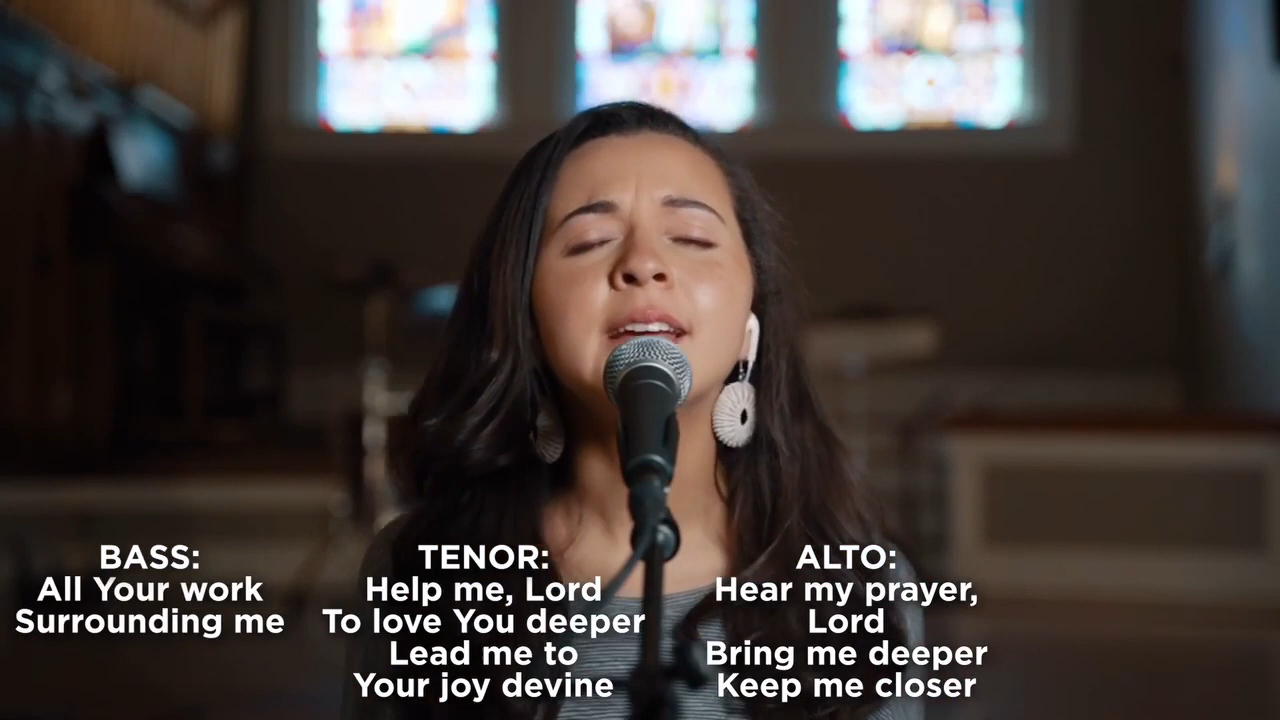 BASS:
All Your work
Surrounding me
TENOR:
Help me, Lord
To love You deeper
Lead me to
Your joy devine
ALTO:
Hear my prayer,
Lord
Bring me deeper
Keep me closer